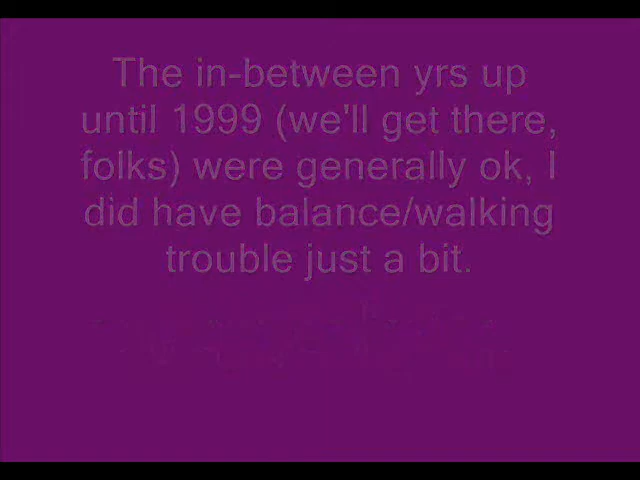 The in-between yrs up
until 1999 (we'll get there,
folks) were generally ok, I
did have balance/walking
trouble just a bit.